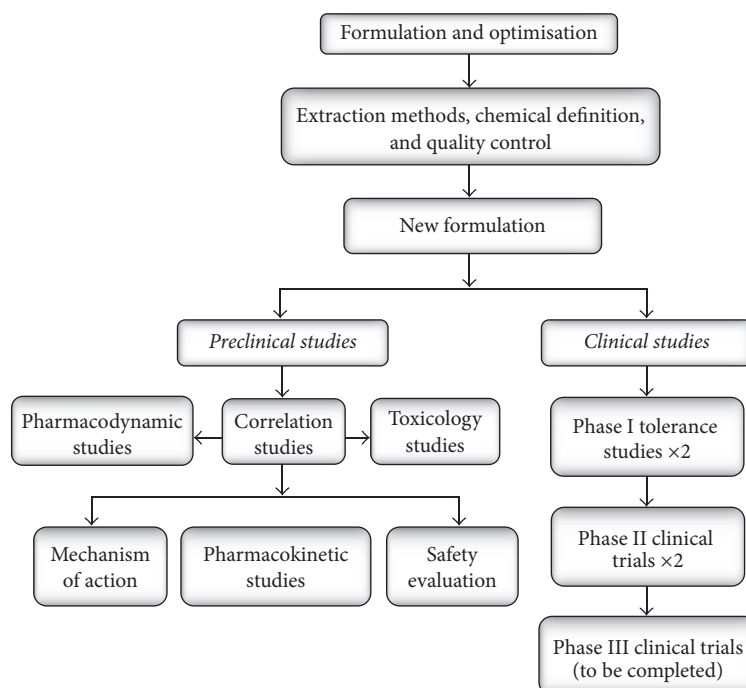 Formulation and optimisation
Extraction methods, chemical definition,
and quality control
New formulation
Preclinical studies
Clinical studies
Pharmacodynamic
studies
Correlation
studies
Toxicology
studies
Phase I tolerance
studies ×2
Mechanism
of action
Pharmacokinetic
studies
Safety
evaluation
Phase II clinical
trials ×2
Phase III clinical trials
(to be completed)